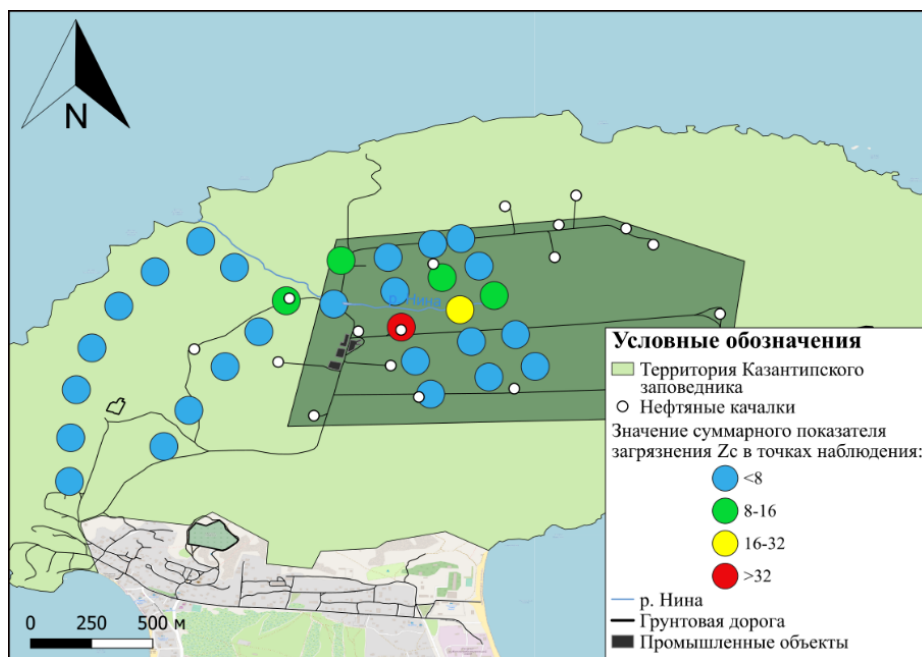 N
р. Нина
Условные обозначения
Территория Казантипского
заповедника
Нефтяные качалки
Значение суммарного показателя
загрязнения Zc в точках наблюдения:
<8
8-16
16-32
>32
р. Нина
Грунтовая дорога
Промышленные объекты
0 250 500 м